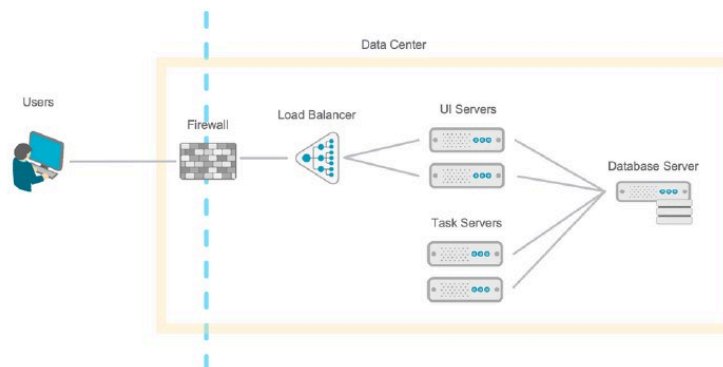 Data Center
Users
Firewall
Load Balancer
UI Servers
Database Server
Task Servers